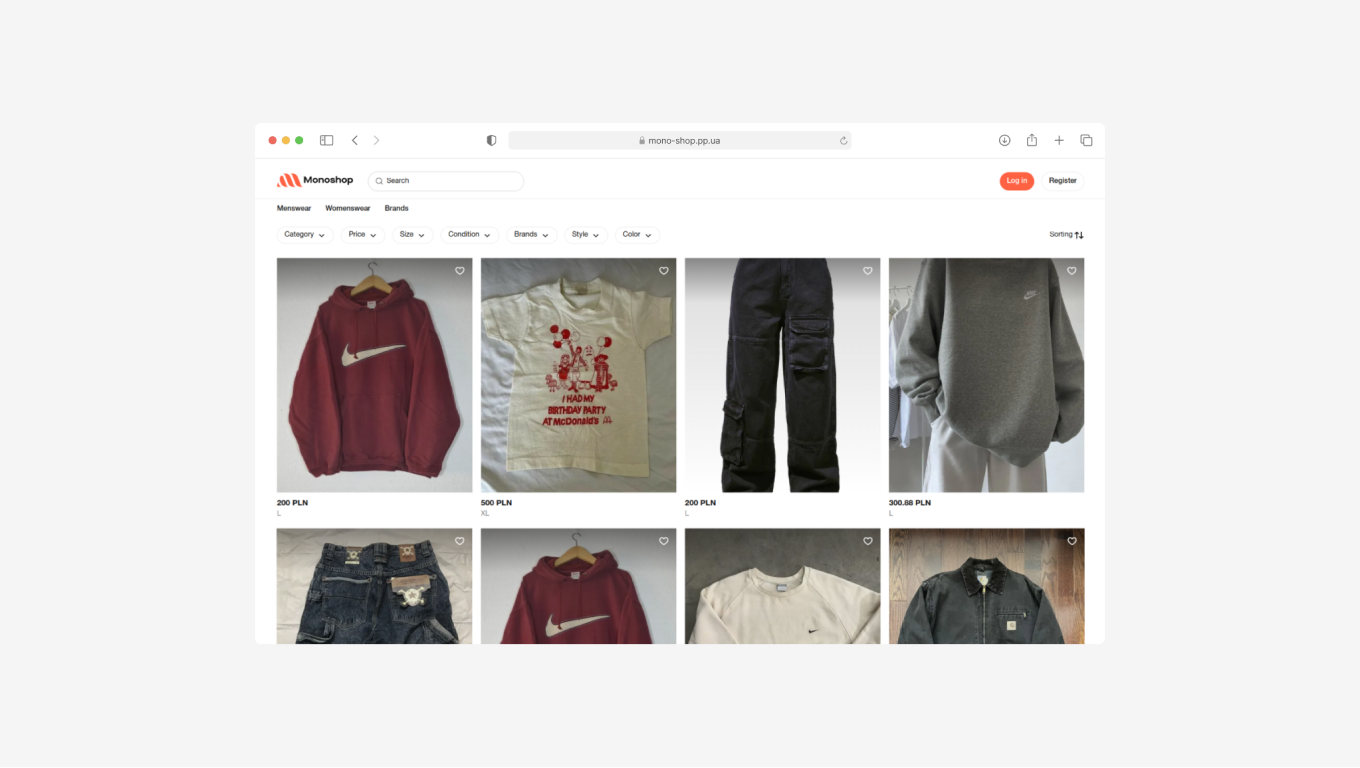 mono-shop.pp.ua
Monoshop
Search
Log in
Register
Menswear Womenswear Brands
Category Price Size Condition Brands Style Color
Sorting
I HAD MY
BIRTHDAY PARTY
AT McDonald's
200 PLN
L
500 PLN
XL
200 PLN
L
300.88 PLN
L